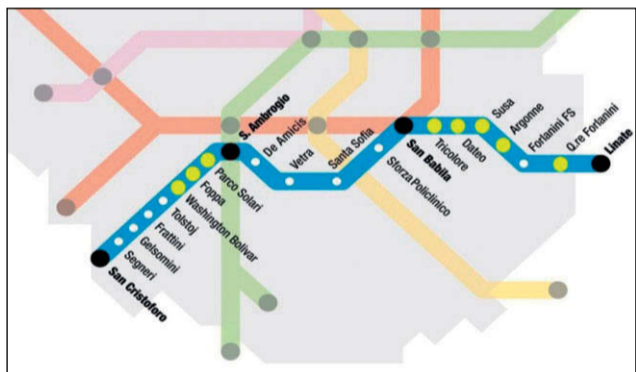 San Cristoforo
Segneri
Gelsomini
Frattini
Tolstoj
Washington Bolivar
Foppa
Parco Solari
S. Ambrogio
De Amicis
Vetra
Santa Sofia
Sforza Policlinico
San Babila
Tricolore
Dateo
Susa
Argonne
Forlanini FS
Q.re Forlanini
Linate